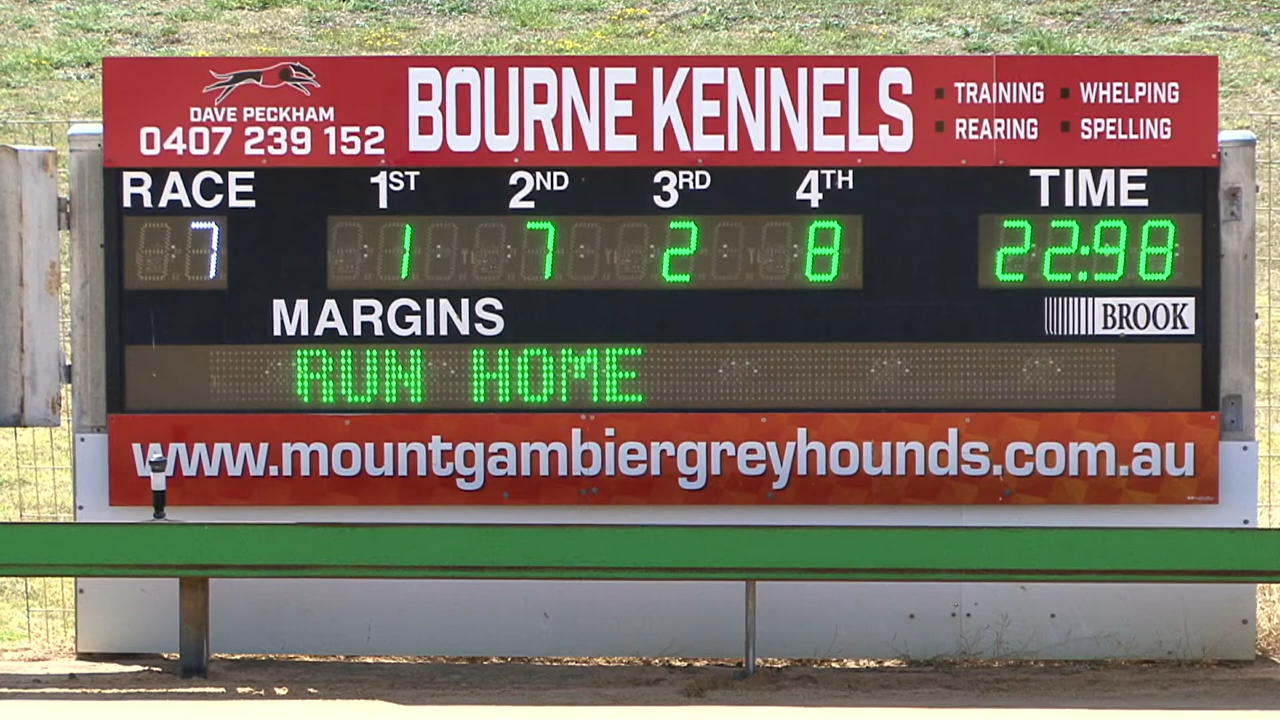 DAVE PECKHAM
0407 239 152
BOURNE KENNELS
TRAINING WHELPING
REARING SPELLING
RACE 1ST 2ND 3RD 4TH TIME
7 1 7 2 8 22:98
MARGINS
BROOK
RUN HOME
www.mountgambiergreyhounds.com.au